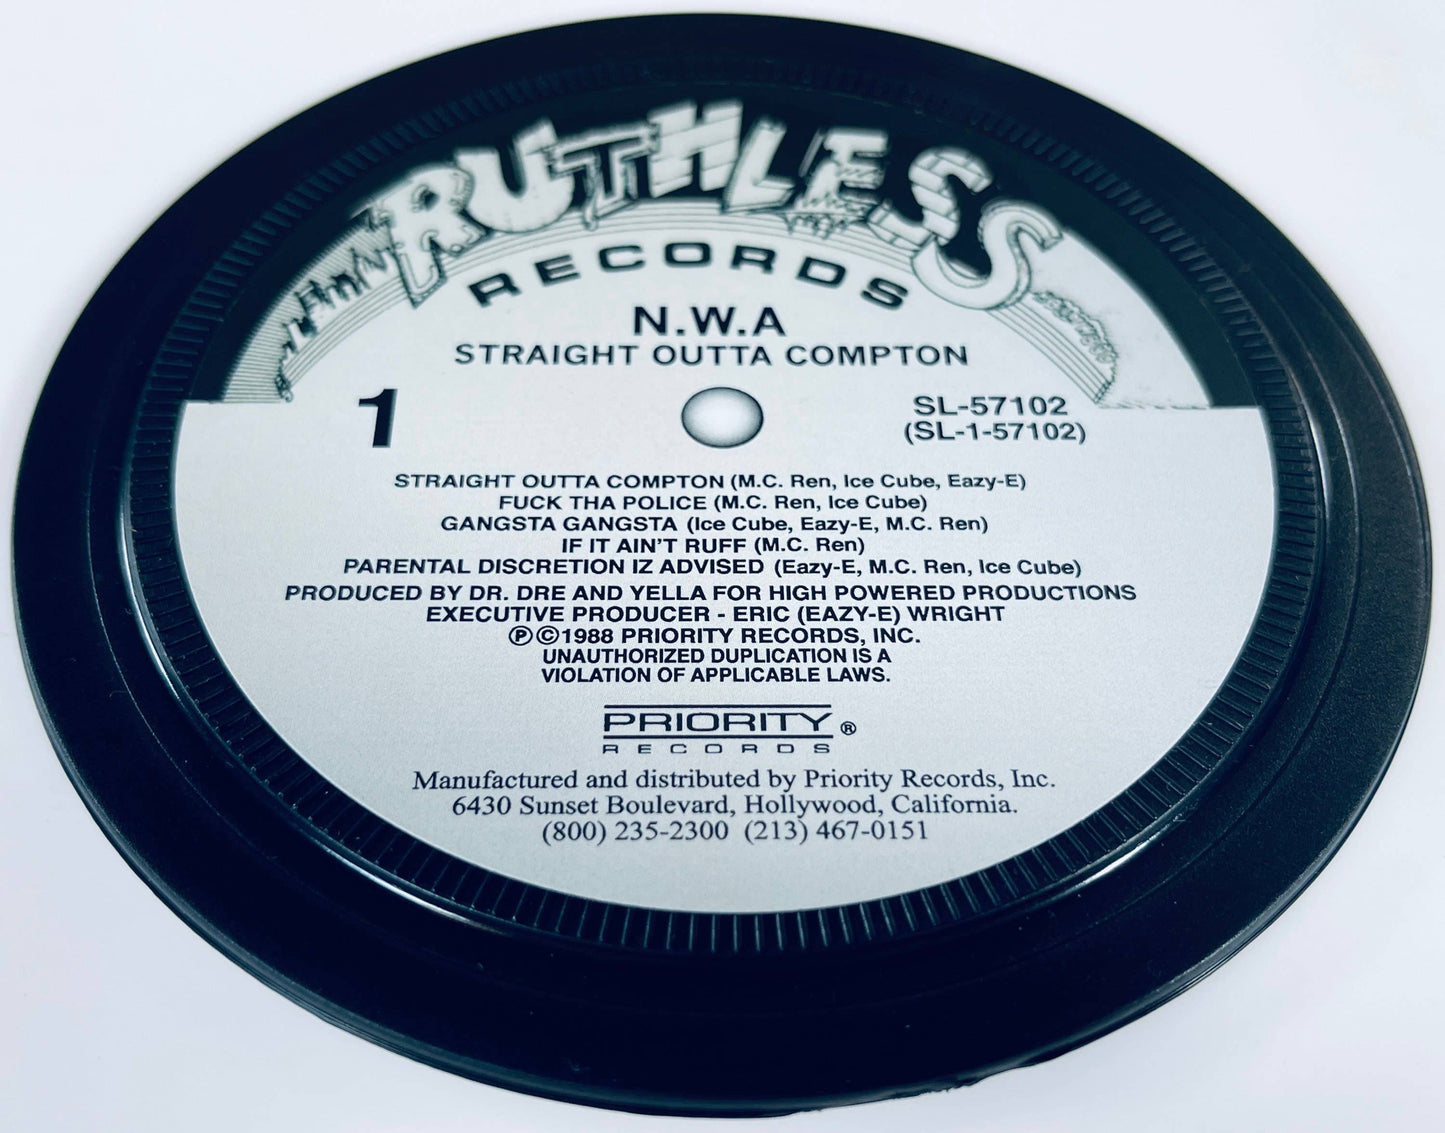 RUTHLESS
RECORDS
N.W.A
STRAIGHT OUTTA COMPTON
1
SL-57102
(SL-1-57102)
STRAIGHT OUTTA COMPTON (M.C. Ren, Ice Cube, Eazy-E)
FUCK THA POLICE (M.C. Ren, Ice Cube)
GANGSTA GANGSTA (Ice Cube, Eazy-E, M.C. Ren)
IF IT AIN'T RUFF (M.C. Ren)
PARENTAL DISCRETION IZ ADVISED (Eazy-E, M.C. Ren, Ice Cube)
PRODUCED BY DR. DRE AND YELLA FOR HIGH POWERED PRODUCTIONS
EXECUTIVE PRODUCER - ERIC (EAZY-E) WRIGHT
℗©1988 PRIORITY RECORDS, INC.
UNAUTHORIZED DUPLICATION IS A
VIOLATION OF APPLICABLE LAWS.
PRIORITY ®
RECORDS
Manufactured and distributed by Priority Records, Inc.
6430 Sunset Boulevard, Hollywood, California.
(800) 235-2300 (213) 467-0151